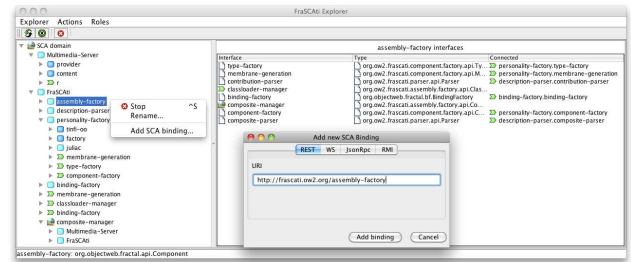 FraSCAti Explorer
Explorer Actions Roles
SCA domain
Multimedia-Server
provider
content
r
FraSCAti
assembly-factory
description-parser
personality-factory
tinfi-oo
factory
juliac
membrane-generation
type-factory
component-factory
binding-factory
membrane-generation
classloader-manager
binding-factory
composite-manager
Multimedia-Server
FraSCAti
Stop ^S
Rename...
Add SCA binding...
assembly-factory interfaces
Interface Type Connected
type-factory org.ow2.frascati.component.factory.api.Ty... personality-factory.type-factory
membrane-generation org.ow2.frascati.component.factory.api.M... personality-factory.membrane-generation
contribution-parser org.ow2.frascati.parser.api.Parser description-parser.contribution-parser
classloader-manager org.ow2.frascati.assembly.factory.api.Clas...
binding-factory org.objectweb.fractal.bf.BindingFactory binding-factory.binding-factory
composite-manager org.ow2.frascati.assembly.factory.api.Co...
component-factory org.ow2.frascati.component.factory.api.C... personality-factory.component-factory
composite-parser org.ow2.frascati.parser.api.Parser description-parser.composite-parser
Add new SCA Binding
REST WS JsonRpc RMI
URI
http://frascati.ow2.org/assembly-factory
Add binding Cancel
assembly-factory: org.objectweb.fractal.api.Component